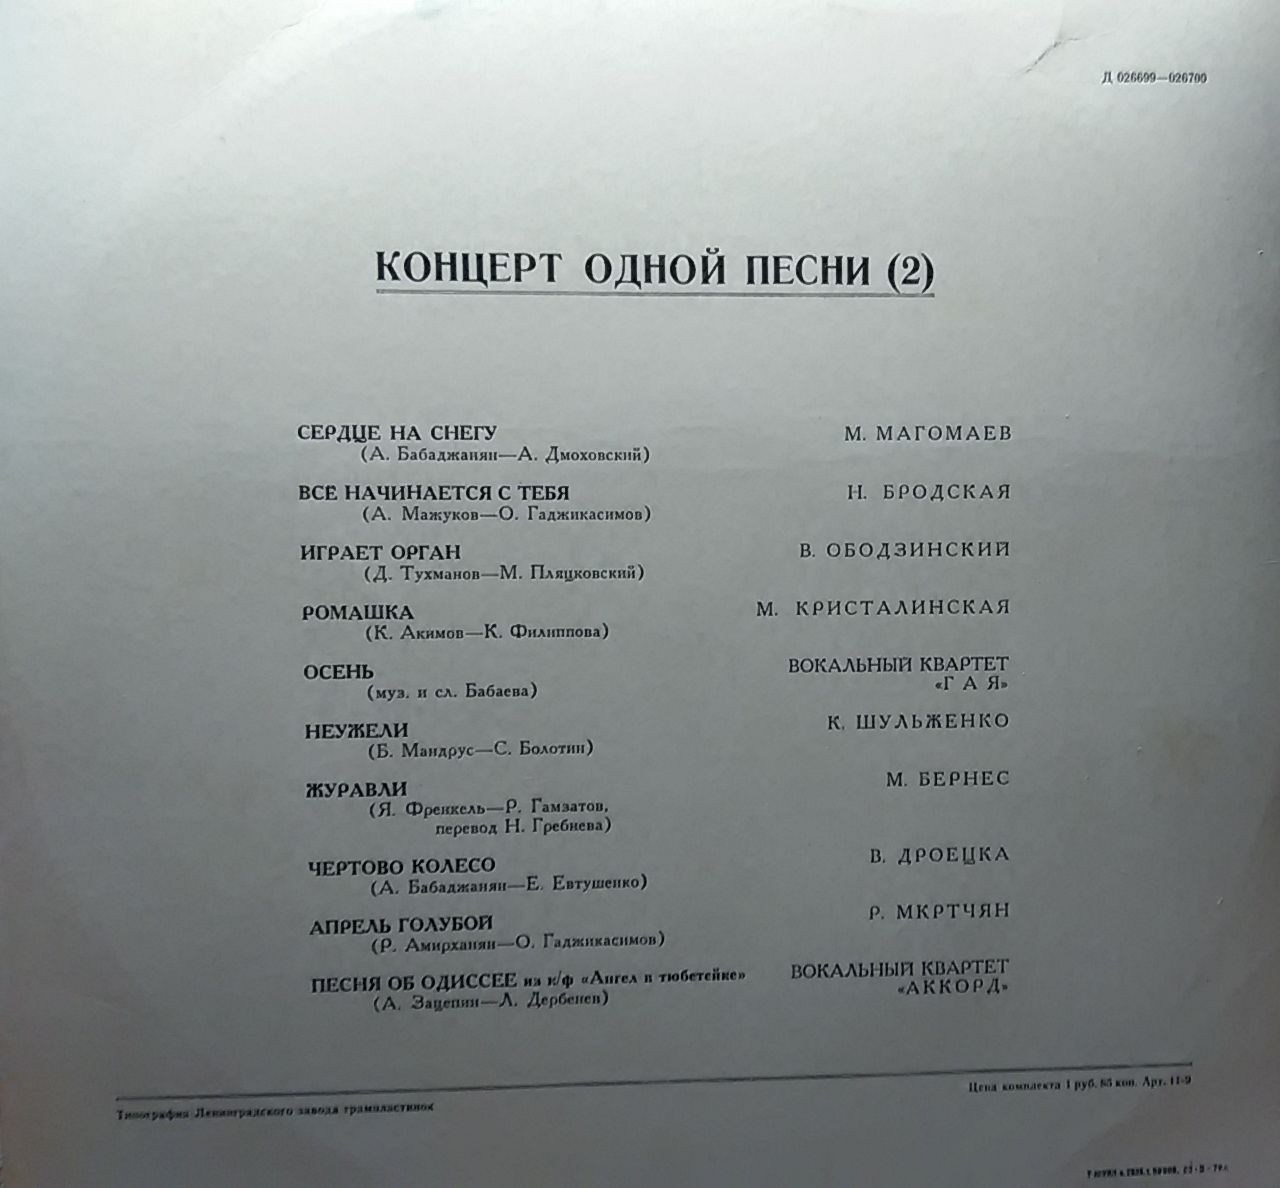 Д 026699—026700
КОНЦЕРТ ОДНОЙ ПЕСНИ (2)
СЕРДЦЕ НА СНЕГУ М. МАГОМАЕВ
(А. Бабаджанян—А. Дмоховский)
ВСЕ НАЧИНАЕТСЯ С ТЕБЯ Н. БРОДСКАЯ
(А. Мажуков—О. Гаджикасимов)
ИГРАЕТ ОРГАН В. ОБОДЗИНСКИЙ
(Д. Тухманов—М. Пляцковский)
РОМАШКА М. КРИСТАЛИНСКАЯ
(К. Акимов—К. Филиппова)
ОСЕНЬ ВОКАЛЬНЫЙ КВАРТЕТ
(муз. и сл. Бабаева) «Г А Я»
НЕУЖЕЛИ К. ШУЛЬЖЕНКО
(Б. Мандрус—С. Болотин)
ЖУРАВЛИ М. БЕРНЕС
(Я. Френкель—Р. Гамзатов,
перевод Н. Гребнева)
ЧЕРТОВО КОЛЕСО В. ДРОЕЦКА
(А. Бабаджанян—Е. Евтушенко)
АПРЕЛЬ ГОЛУБОЙ Р. МКРТЧЯН
(Р. Амирханян—О. Гаджикасимов)
ПЕСНЯ ОБ ОДИССЕЕ из к/ф «Ангел в тюбетейке» ВОКАЛЬНЫЙ КВАРТЕТ
(А. Зацепин—Л. Дербенев) «АККОРД»
Цена комплекта 1 руб. 85 коп. Арт. 11-9
Типография Ленинградского завода грампластинок